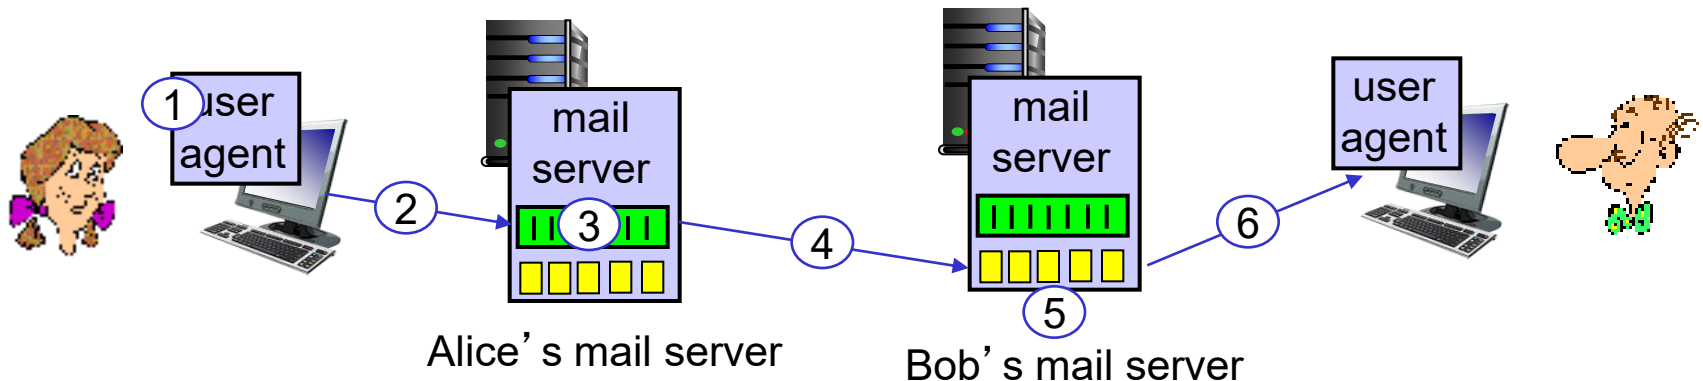 1
user
agent
2
mail
server
3
Alice’s mail server
4
mail
server
5
Bob’s mail server
6
user
agent